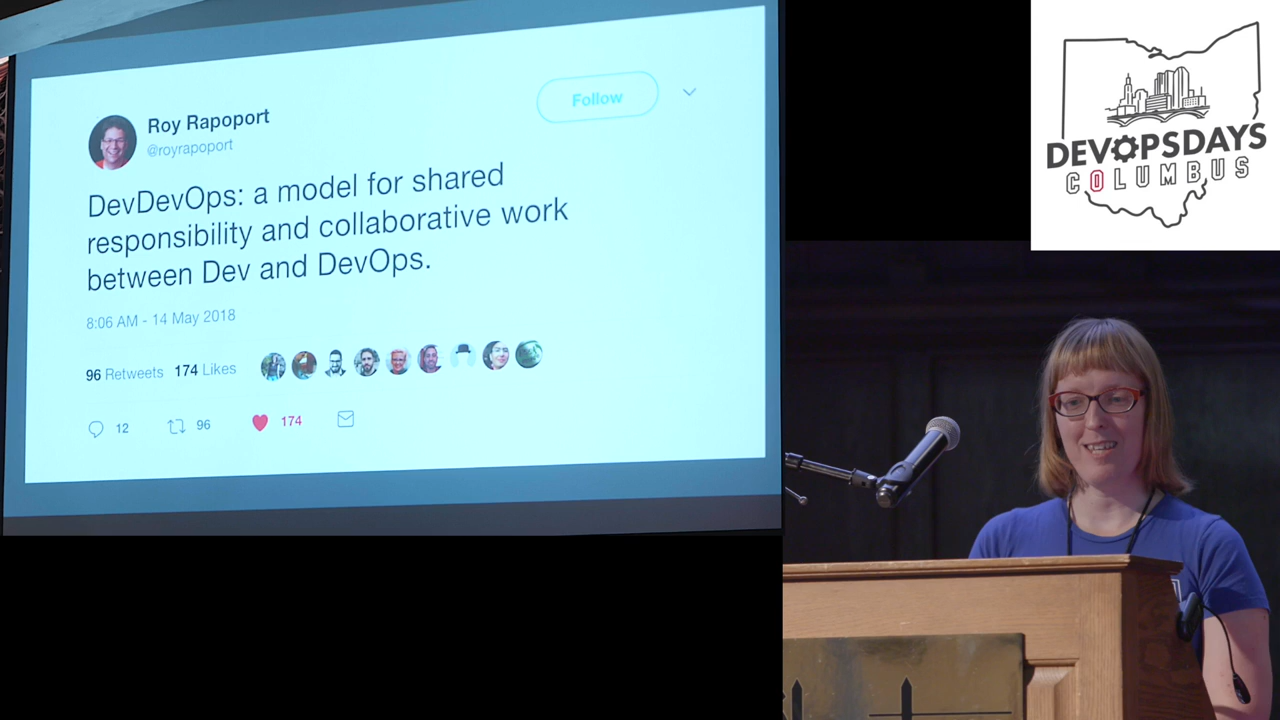 Roy Rapoport
@royrapoport
Follow
DevDevOps: a model for shared
responsibility and collaborative work
between Dev and DevOps.
8:06 AM - 14 May 2018
96 Retweets 174 Likes
12 96 174
DEVOPSDAYS
COLUMBUS